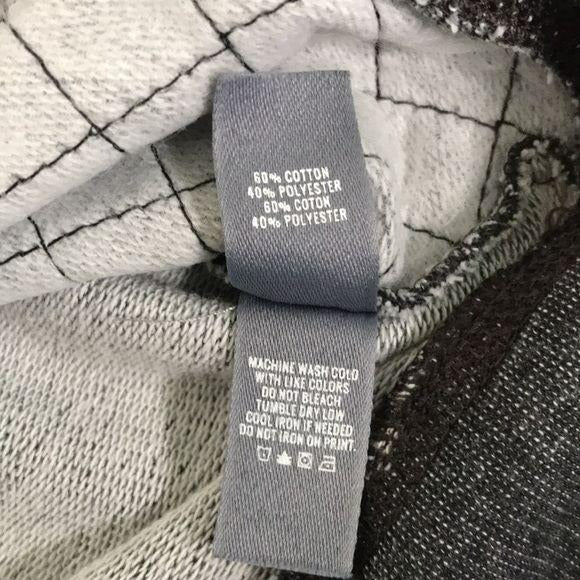 60% COTTON
40% POLYESTER
60% COTON
40% POLYESTER
MACHINE WASH COLD
WITH LIKE COLORS
DO NOT BLEACH
TUMBLE DRY LOW
COOL IRON IF NEEDED
DO NOT IRON ON PRINT.